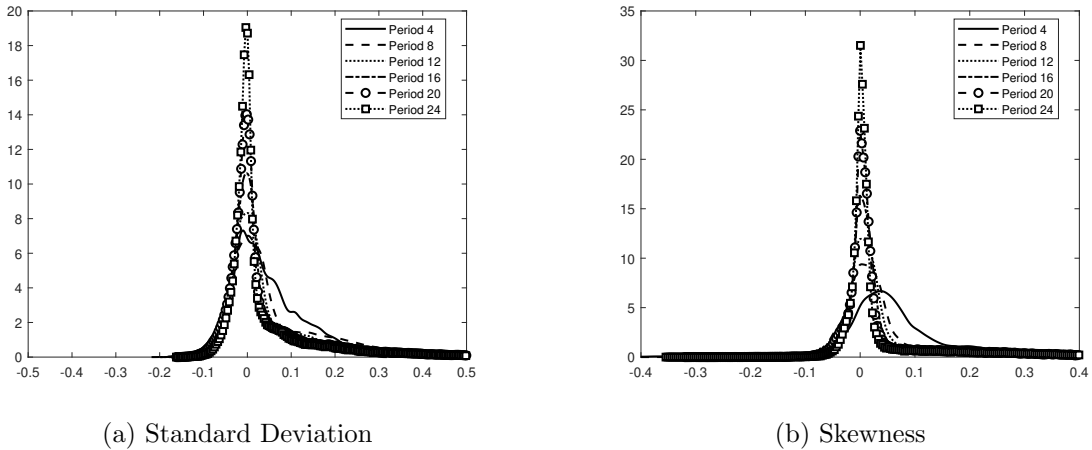 20
18
16
14
12
10
8
6
4
2
0
-0.5 -0.4 -0.3 -0.2 -0.1 0 0.1 0.2 0.3 0.4 0.5
Period 4
Period 8
Period 12
Period 16
Period 20
Period 24
(a) Standard Deviation
35
30
25
20
15
10
5
0
-0.4 -0.3 -0.2 -0.1 0 0.1 0.2 0.3 0.4
Period 4
Period 8
Period 12
Period 16
Period 20
Period 24
(b) Skewness